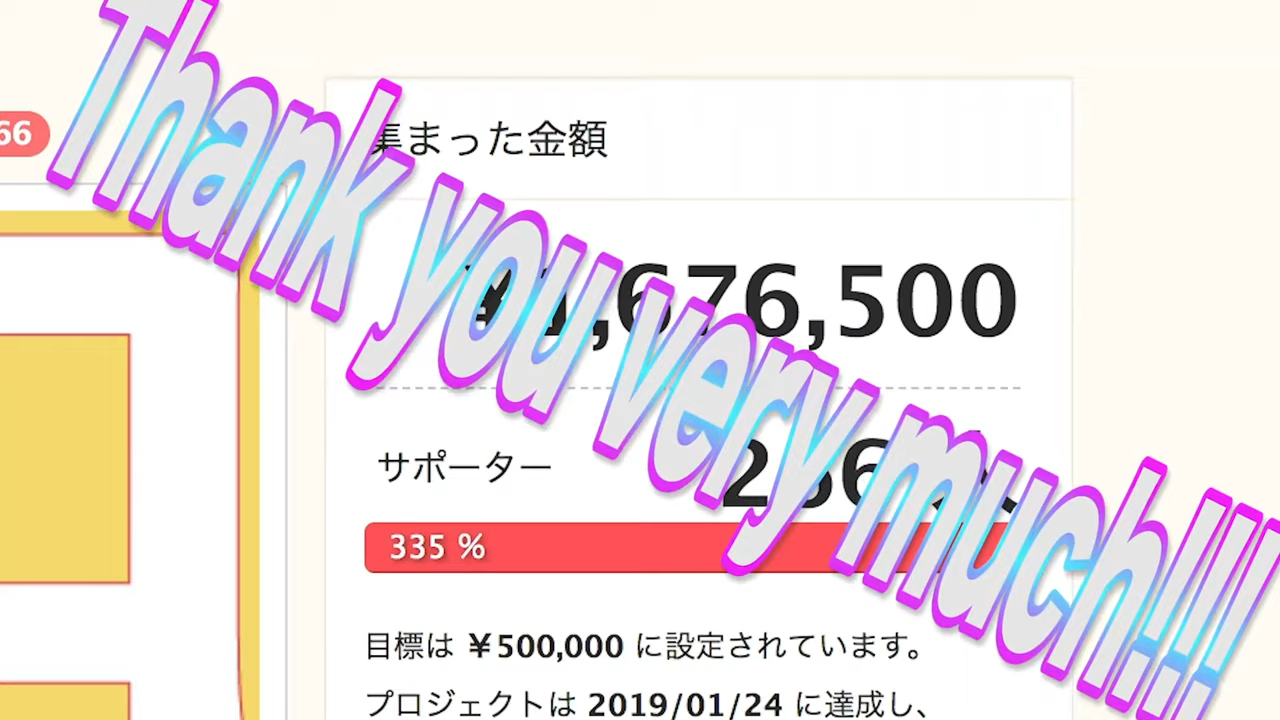 Thank you very much!!!
66
集まった金額
¥1,676,500
サポーター
335 %
目標は ¥500,000 に設定されています。
プロジェクトは 2019/01/24 に達成し、